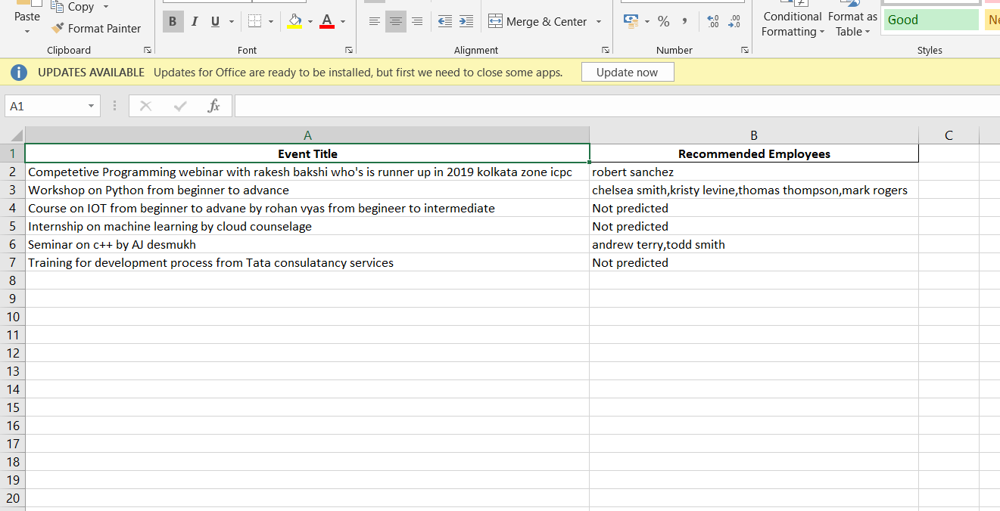 Paste
Copy
Format Painter
B I U A
Merge & Center
% , .0 .00 .00 .0
Conditional Formatting
Format as Table
Good
Clipboard
Font
Alignment
Number
Styles
UPDATES AVAILABLE Updates for Office are ready to be installed, but first we need to close some apps. Update now
A1 fx
A B C
1 Event Title Recommended Employees
2 Competetive Programming webinar with rakesh bakshi who's is runner up in 2019 kolkata zone icpc robert sanchez
3 Workshop on Python from beginner to advance chelsea smith,kristy levine,thomas thompson,mark rogers
4 Course on IOT from beginner to advane by rohan vyas from begineer to intermediate Not predicted
5 Internship on machine learning by cloud counselage Not predicted
6 Seminar on c++ by AJ desmukh andrew terry,todd smith
7 Training for development process from Tata consulatancy services Not predicted
8
9
10
11
12
13
14
15
16
17
18
19
20